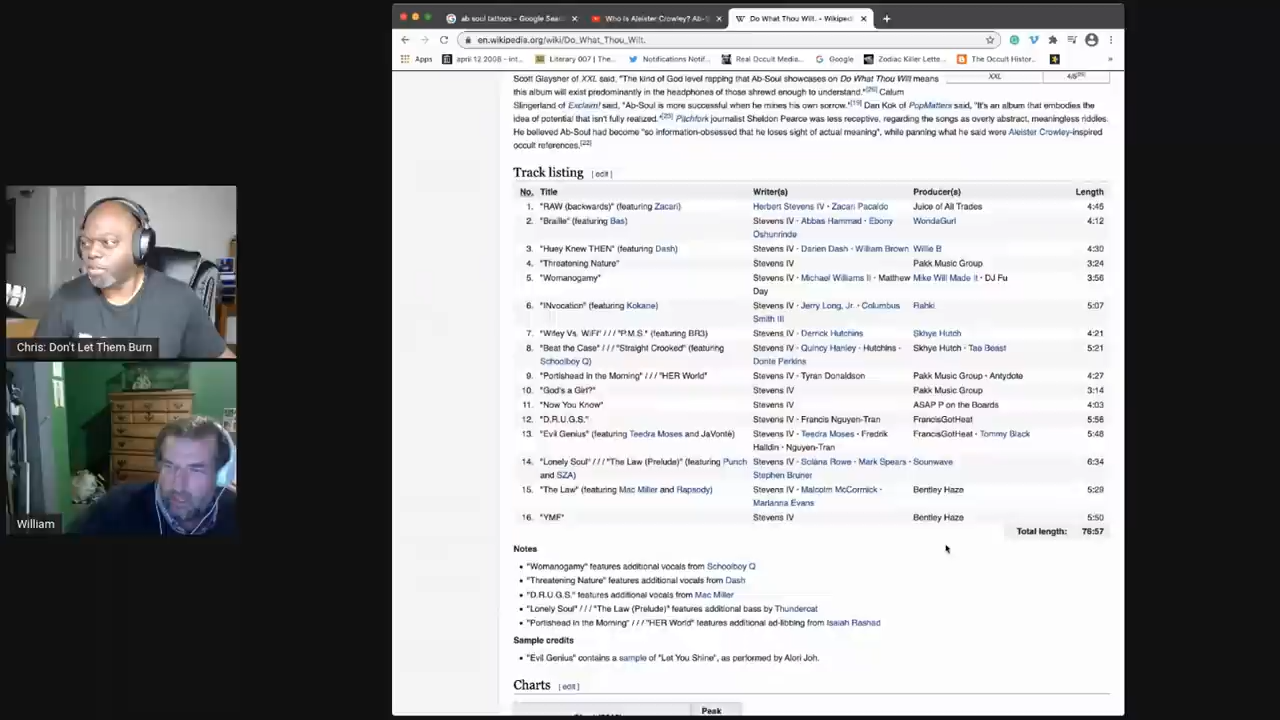 ab soul tattoos - Google Sea
Who Is Aleister Crowley? Ab-S
Do What Thou Wilt. - Wikiped
en.wikipedia.org/wiki/Do_What_Thou_Wilt.
Apps
april 12 2008 - int...
Literary 007 | The...
Notifications Notif...
Real Occult Media...
Google
Zodiac Killer Lette...
The Occult Histor...
»
Scott Glaysher of XXL said, "The kind of God level rapping that Ab-Soul showcases on Do What Thou Will means
this album will exist predominantly in the headphones of those shrewd enough to understand." Calum
Slingerland of Exclaim! said, "Ab-Soul is more successful when he mines his own sorrow."[19] Dan Kok of PopMatters said, "It's an album that embodies the
idea of potential that isn't fully realized."[23] Pitchfork journalist Sheldon Pearce was less receptive, regarding the songs as overly abstract, meaningless riddles.
He believed Ab-Soul had become "so information-obsessed that he loses sight of actual meaning", while panning what he said were Aleister Crowley-inspired
occult references.[22]
XXL
4/5
Track listing [ edit ]
No. Title Writer(s) Producer(s) Length
1. "RAW (backwards)" (featuring Zacari) Herbert Stevens IV · Zacari Pacaldo Juice of All Trades 4:45
2. "Braille" (featuring Bas) Stevens IV · Abbas Hammad · Ebony WondaGurl 4:12
Oshunrinde
3. "Huey Knew THEN" (featuring Dash) Stevens IV · Darien Dash · William Brown Willie B 4:30
4. "Threatening Nature" Stevens IV Pakk Music Group 3:24
5. "Womanogamy" Stevens IV · Michael Williams II · Matthew Mike Will Made It · DJ Fu 3:56
Day
6. "INvocation" (featuring Kokane) Stevens IV · Jerry Long, Jr. · Columbus Rahki 5:07
Smith III
7. "Wifey Vs. WiFi" / / / "P.M.S." (featuring BR3) Stevens IV · Derrick Hutchins Skhye Hutch 4:21
8. "Beat the Case" / / / "Straight Crooked" (featuring Stevens IV · Quincy Hanley · Hutchins · Skhye Hutch · Tae Beast 5:21
Schoolboy Q) Donte Perkins
9. "Portishead in the Morning" / / / "HER World" Stevens IV · Tyran Donaldson Pakk Music Group · Antydote 4:27
10. "God's a Girl?" Stevens IV Pakk Music Group 3:14
11. "Now You Know" Stevens IV ASAP P on the Boards 4:03
12. "D.R.U.G.S." Stevens IV · Francis Nguyen-Tran FrancisGotHeat 5:56
13. "Evil Genius" (featuring Teedra Moses and JaVonté) Stevens IV · Teedra Moses · Fredrik FrancisGotHeat · Tommy Black 5:48
Halldin · Nguyen-Tran
14. "Lonely Soul" / / / "The Law (Prelude)" (featuring Punch Stevens IV · Solána Rowe · Mark Spears · Sounwave 6:34
and SZA) Stephen Bruner
15. "The Law" (featuring Mac Miller and Rapsody) Stevens IV · Malcolm McCormick · Bentley Haze 5:29
Marianna Evans
16. "YMF" Stevens IV Bentley Haze 5:50
Total length: 76:57
Notes
• "Womanogamy" features additional vocals from Schoolboy Q
• "Threatening Nature" features additional vocals from Dash
• "D.R.U.G.S." features additional vocals from Mac Miller
• "Lonely Soul" / / / "The Law (Prelude)" features additional bass by Thundercat
• "Portishead in the Morning" / / / "HER World" features additional ad-libbing from Isaiah Rashad
Sample credits
• "Evil Genius" contains a sample of "Let You Shine", as performed by Alori Joh.
Charts [ edit ]
Peak
Chris: Don't Let Them Burn
William